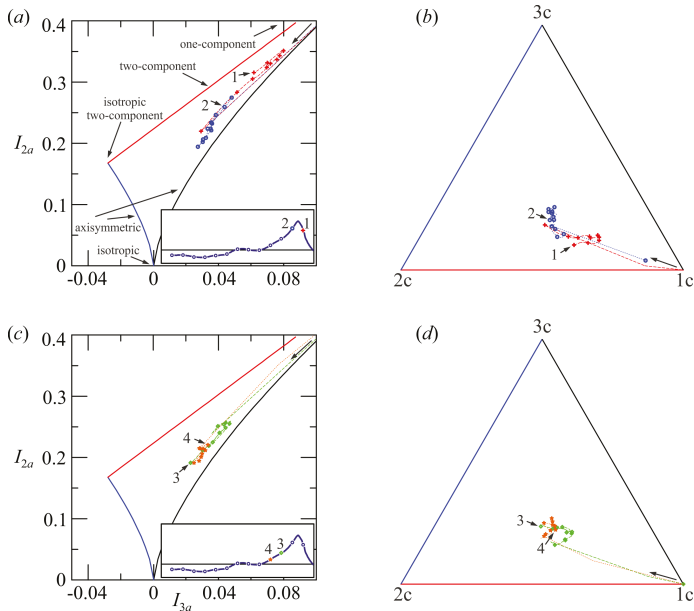 (a)
0.4
0.3
I2a 0.2
0.1
0
one-component
two-component
isotropic
two-component
axisymmetric
isotropic
1
2
2 1
-0.04 0 0.04 0.08
(b)
3c
2
1
2c 1c
(c)
0.4
0.3
I2a 0.2
0.1
0
4
3
4 3
-0.04 0 0.04 0.08
I3a
(d)
3c
3
4
2c 1c